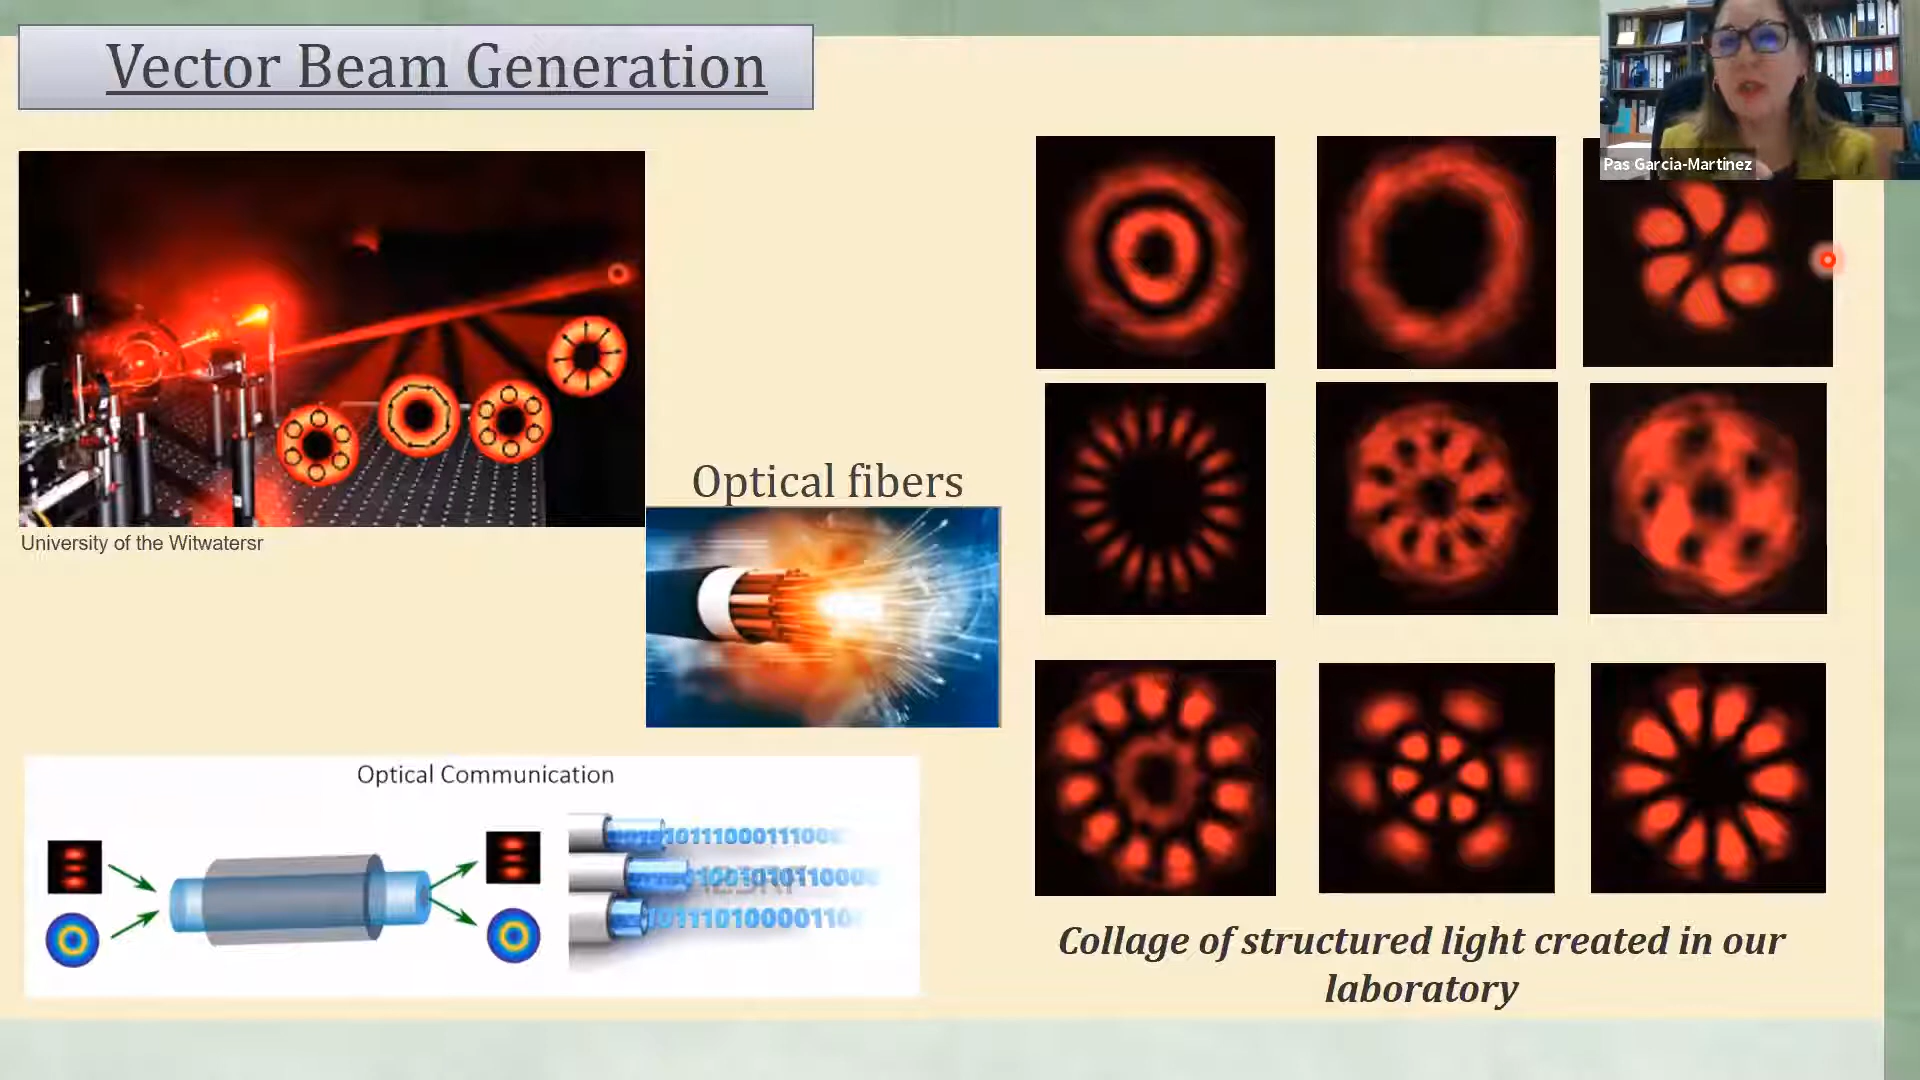 Vector Beam Generation
Pas Garcia-Martinez
University of the Witwatersr
Optical fibers
Optical Communication
Collage of structured light created in our
laboratory